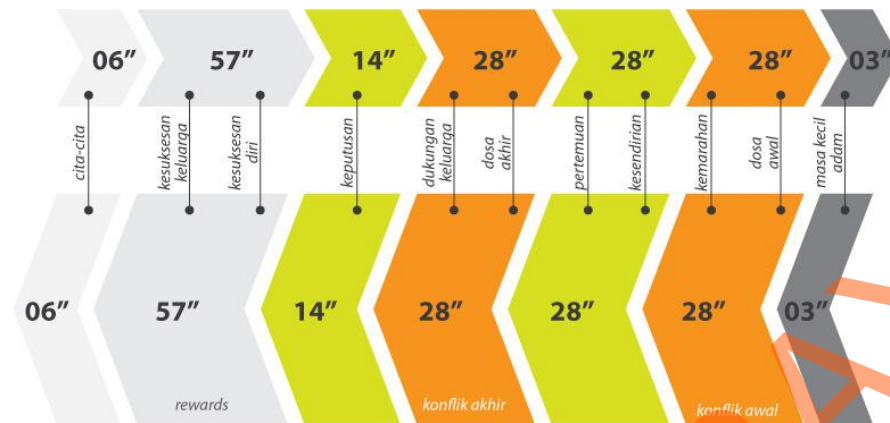 06”
57”
14”
28”
28”
28”
03”
cita-cita
kesuksesan
keluarga
kesuksesan
diri
keputusan
dukungan
keluarga
dosa
akhir
pertemuan
kesendirian
kemarahan
dosa
awal
masa kecil
adam
06”
57”
14”
28”
28”
28”
03”
rewards
konflik akhir
konflik awal